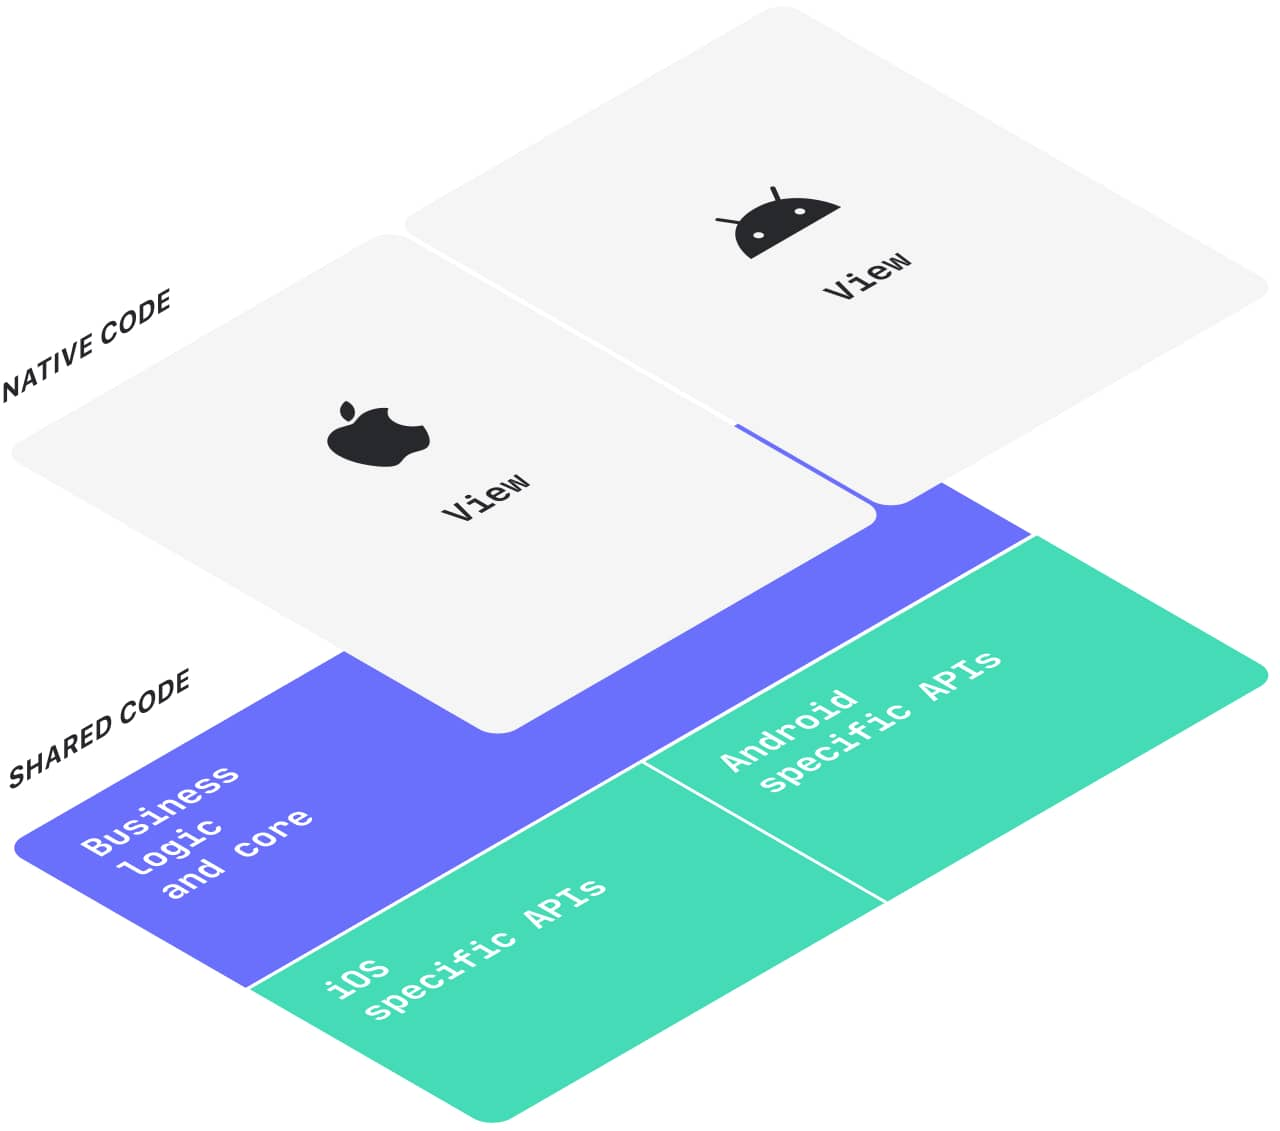 NATIVE CODE
View
View
SHARED CODE
Business
logic
and core
Android
specific APIs
iOS
specific APIs